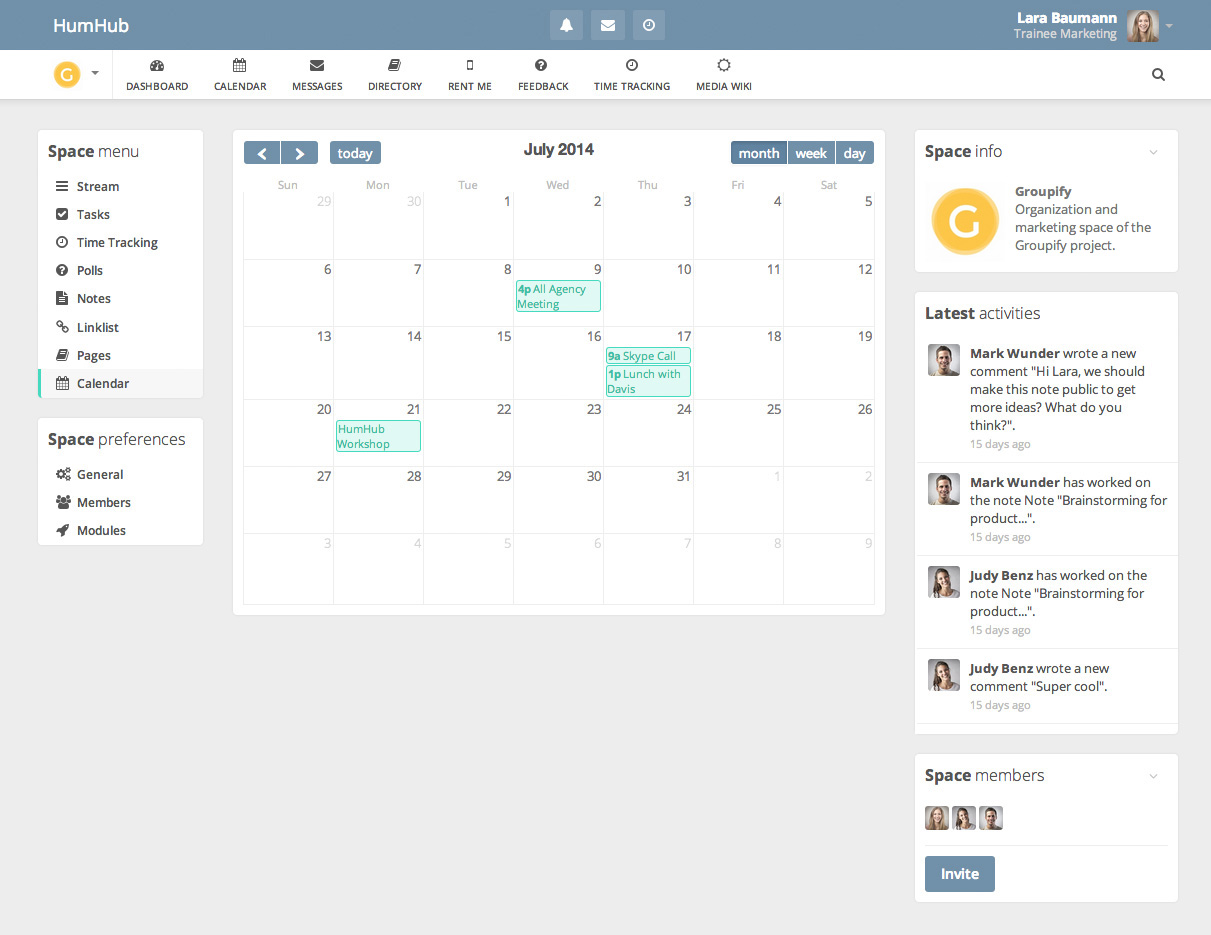 HumHub
Lara Baumann
Trainee Marketing
G
DASHBOARD CALENDAR MESSAGES DIRECTORY RENT ME FEEDBACK TIME TRACKING MEDIA WIKI
Space menu
Stream
Tasks
Time Tracking
Polls
Notes
Linklist
Pages
Calendar
Space preferences
General
Members
Modules
today
July 2014
month week day
Sun Mon Tue Wed Thu Fri Sat
29 30 1 2 3 4 5
6 7 8 9 10 11 12
4p All Agency
Meeting
13 14 15 16 17 18 19
9a Skype Call
1p Lunch with
Davis
20 21 22 23 24 25 26
HumHub
Workshop
27 28 29 30 31 1 2
3 4 5 6 7 8 9
Space info
G
Groupify
Organization and
marketing space of the
Groupify project.
Latest activities
Mark Wunder wrote a new
comment "Hi Lara, we should
make this note public to get
more ideas? What do you
think?".
15 days ago
Mark Wunder has worked on
the note Note "Brainstorming for
product...".
15 days ago
Judy Benz has worked on the
note Note "Brainstorming for
product...".
15 days ago
Judy Benz wrote a new
comment "Super cool".
15 days ago
Space members
Invite